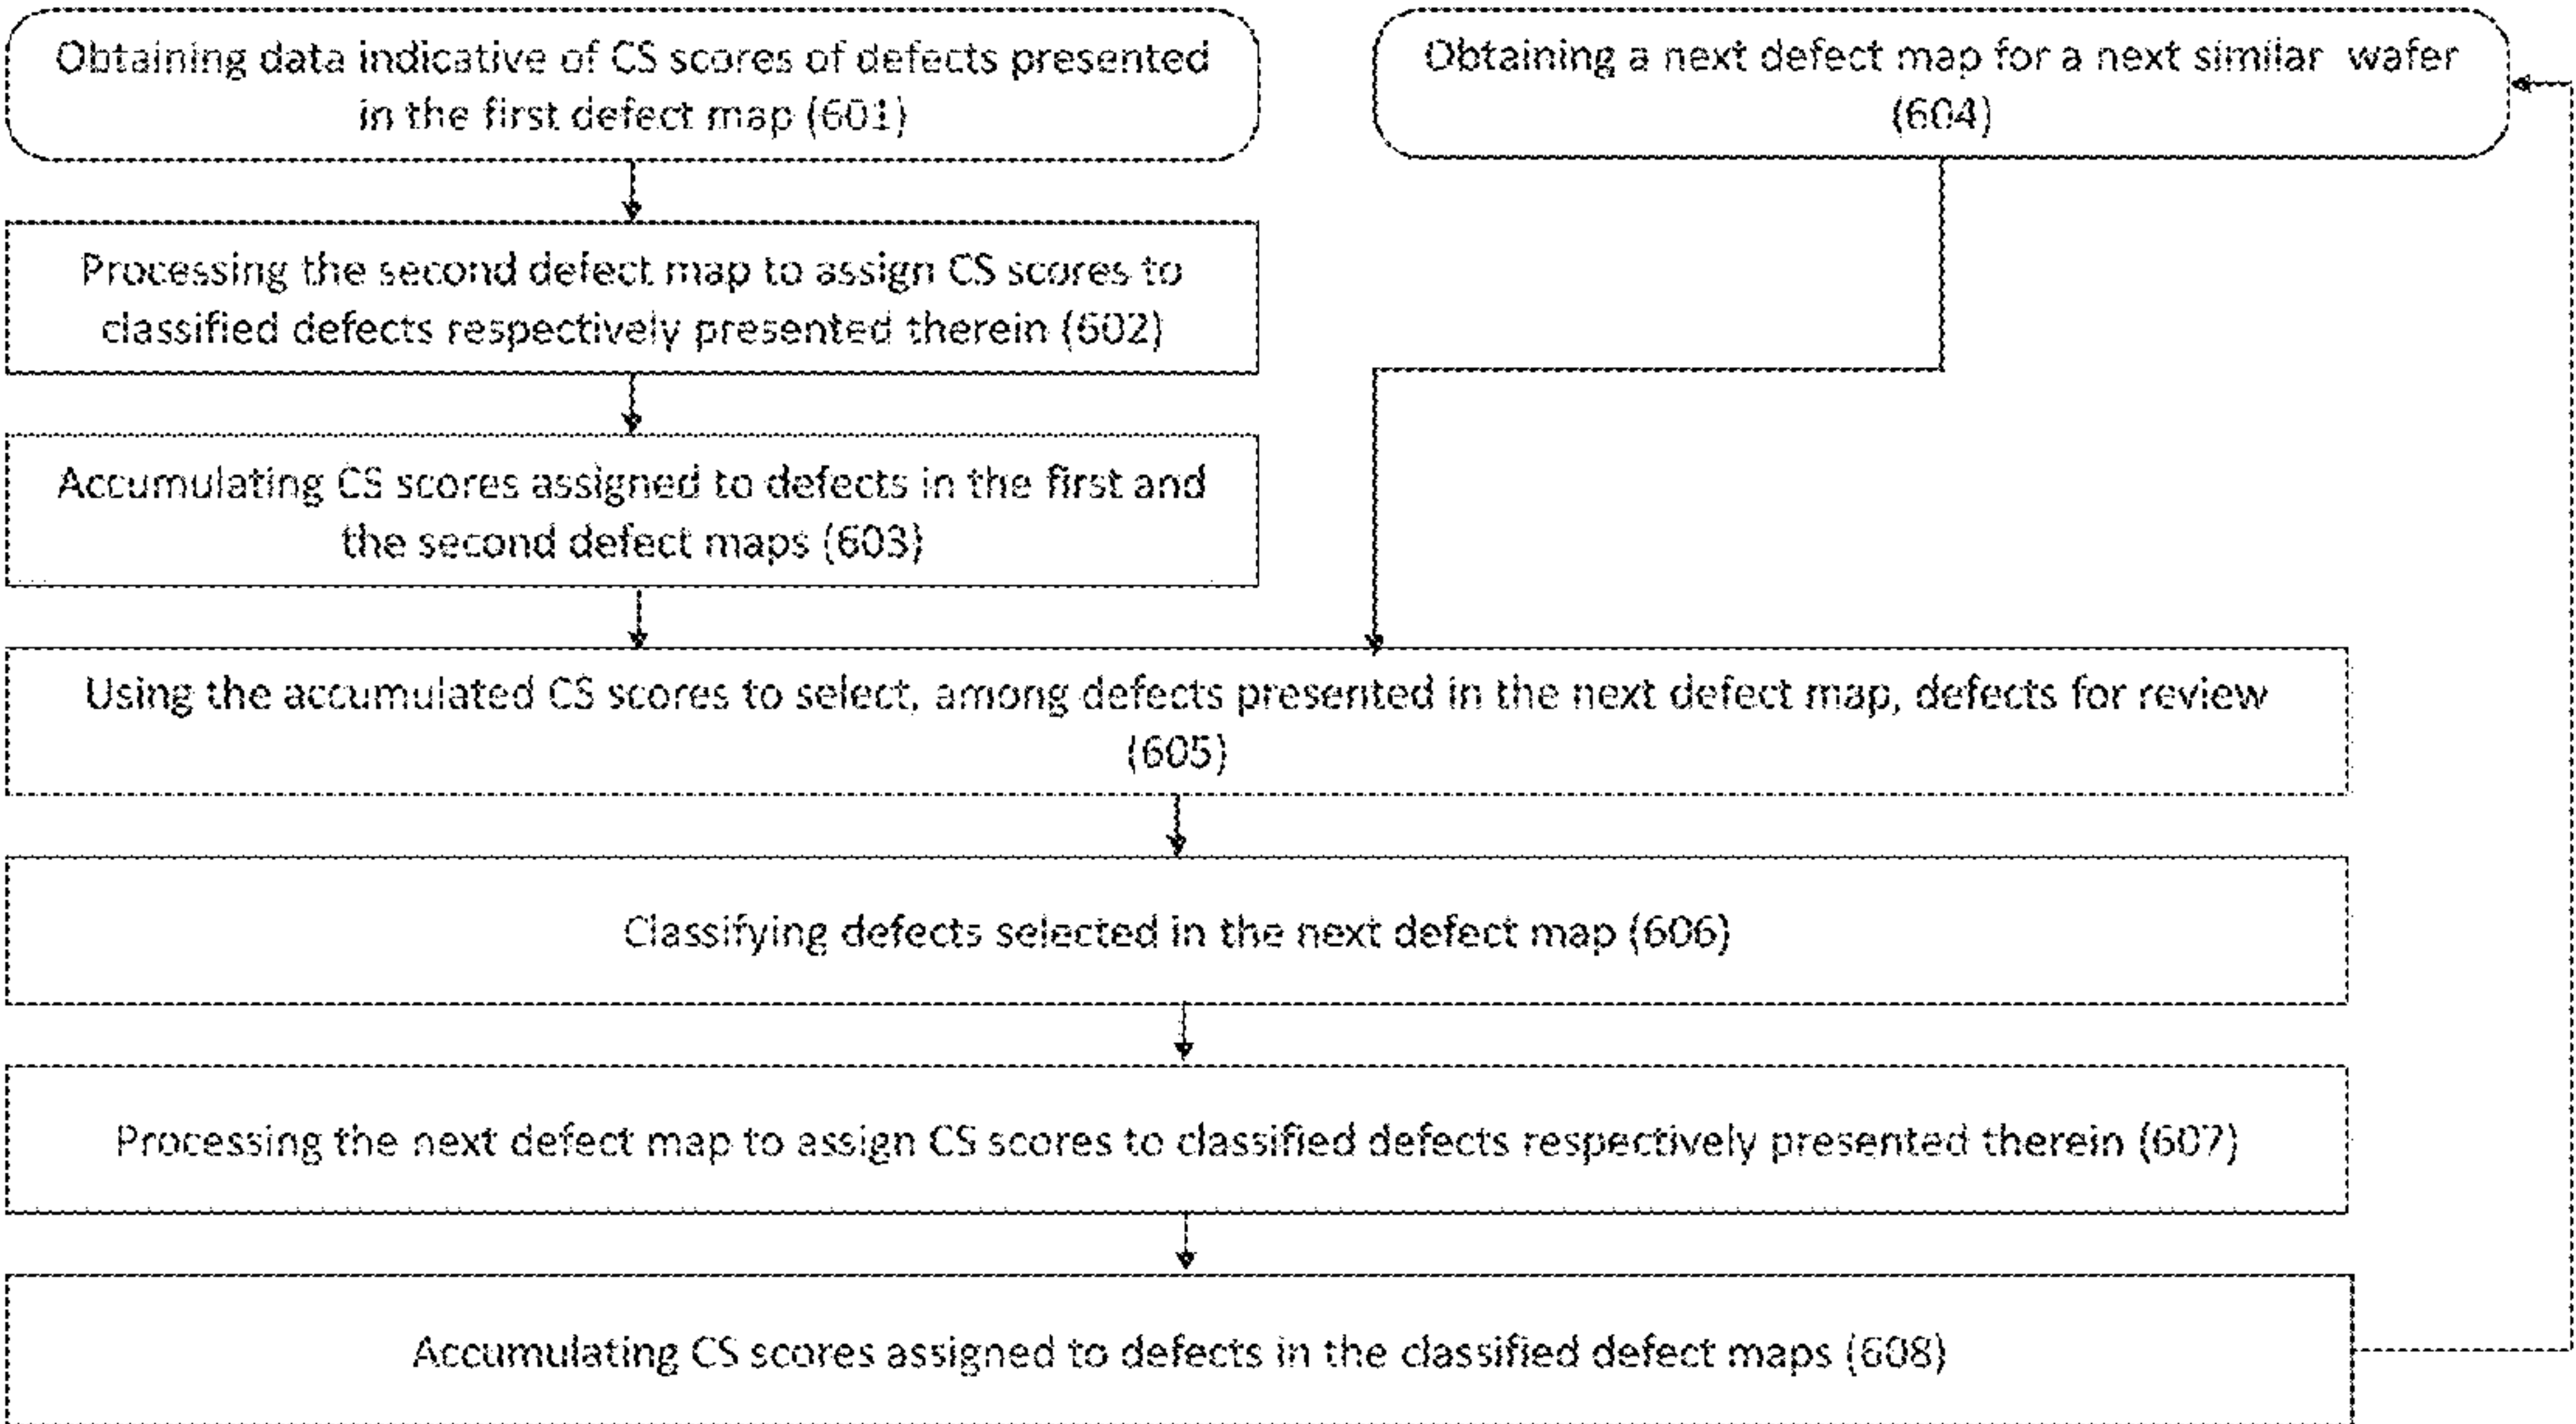 Obtaining data indicative of CS scores of defects presented
in the first defect map (601)
Obtaining a next defect map for a next similar wafer
(604)
Processing the second defect map to assign CS scores to
classified defects respectively presented therein (602)
Accumulating CS scores assigned to defects in the first and
the second defect maps (603)
Using the accumulated CS scores to select, among defects presented in the next defect map, defects for review
(605)
Classifying defects selected in the next defect map (606)
Processing the next defect map to assign CS scores to classified defects respectively presented therein (607)
Accumulating CS scores assigned to defects in the classified defect maps (608)